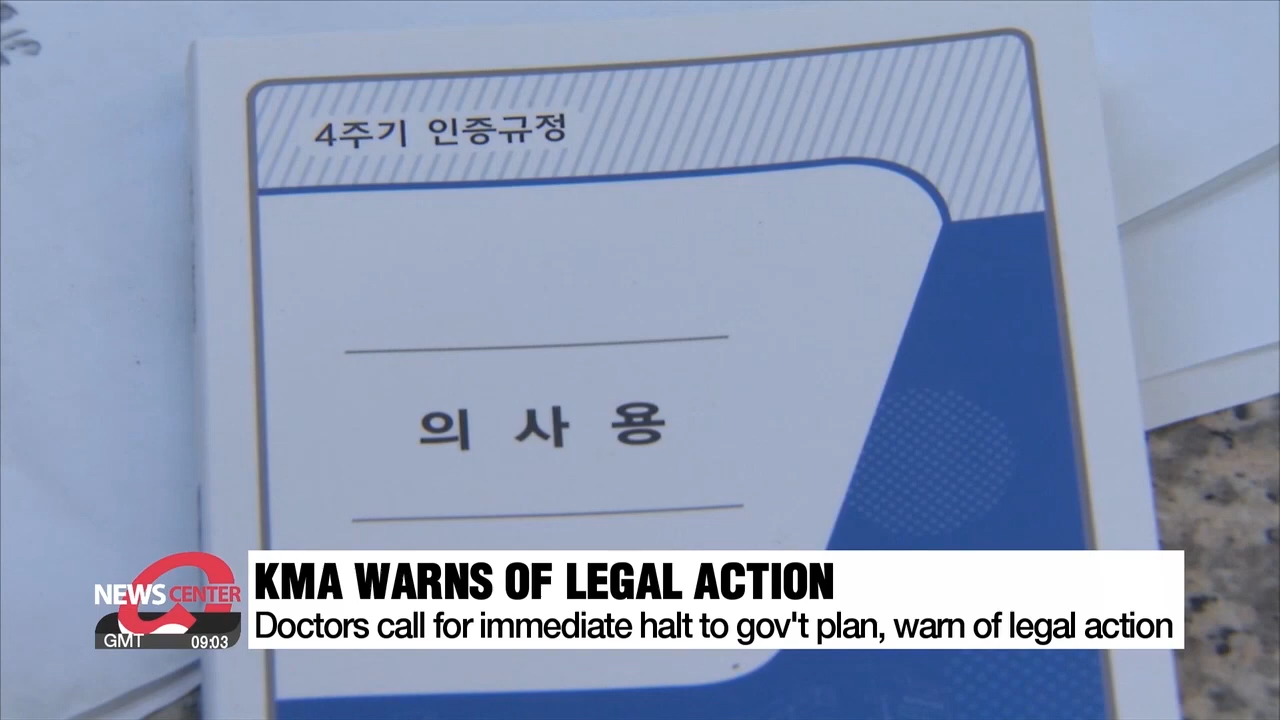 4주기 인증규정
의 사 용
NEWS CENTER
GMT 09:03
KMA WARNS OF LEGAL ACTION
Doctors call for immediate halt to gov't plan, warn of legal action